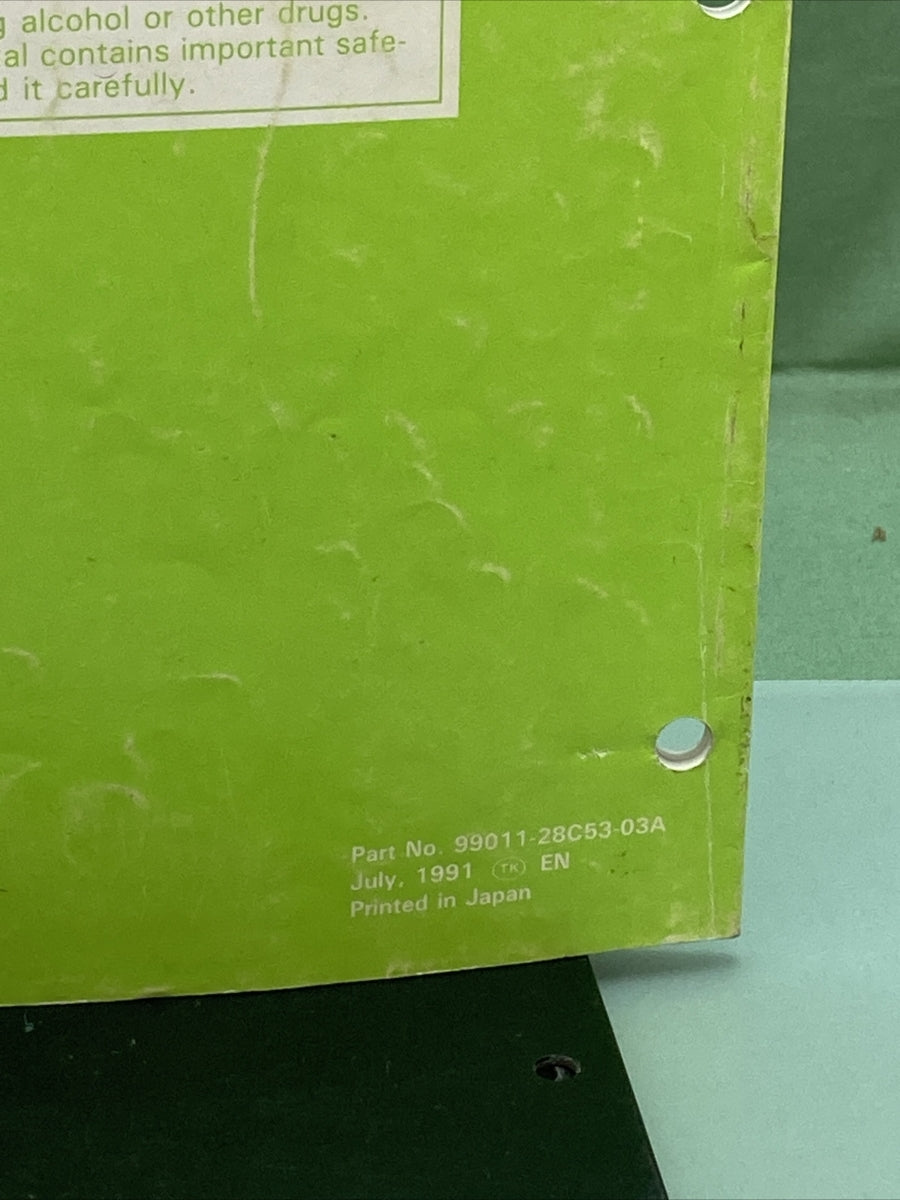 alcohol or other drugs.
al contains important safe-
d it carefully.
Part No. 99011-28C53-03A
July, 1991 TK EN
Printed in Japan